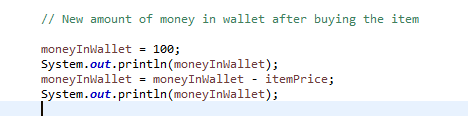 // New amount of money in wallet after buying the item
moneyInWallet = 100;
System.out.println(moneyInWallet);
moneyInWallet = moneyInWallet - itemPrice;
System.out.println(moneyInWallet);